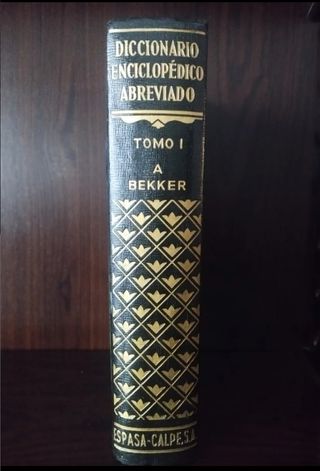 DICCIONARIO
ENCICLOPÉDICO
ABREVIADO
TOMO I
A
BEKKER
ESPASA-CALPE, S.A.